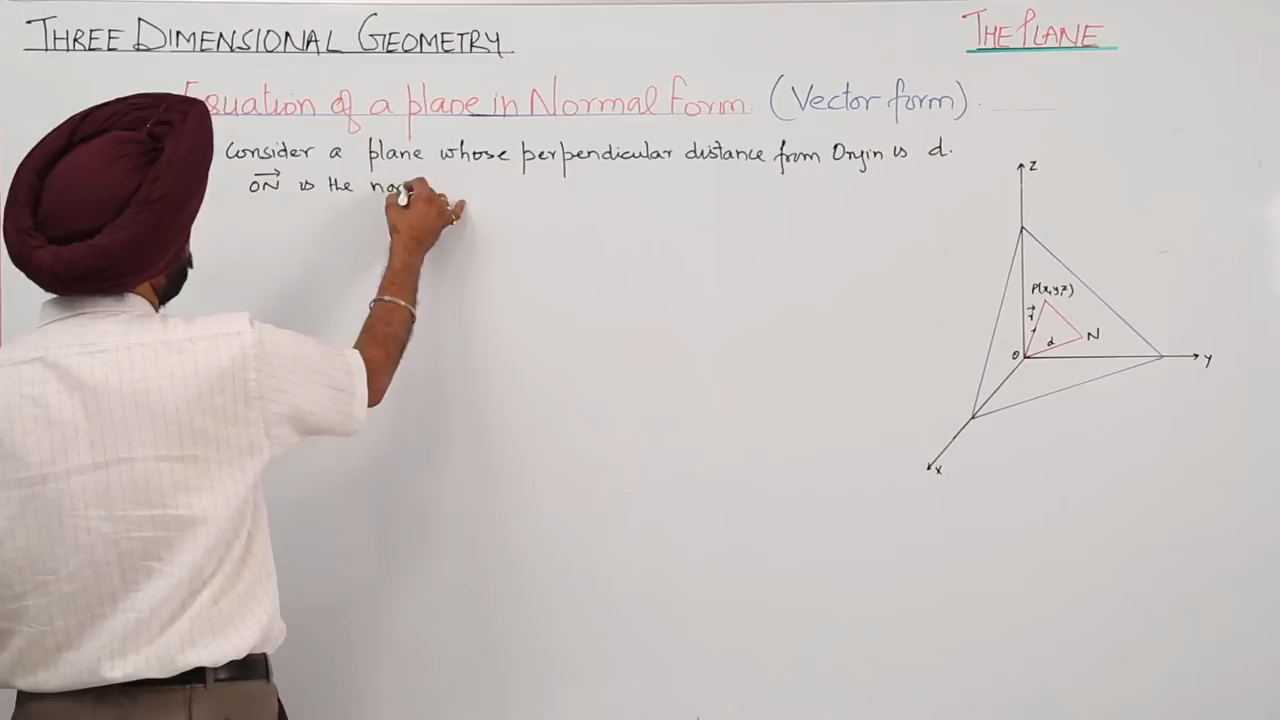 THREE DIMENSIONAL GEOMETRY
THE PLANE
Equation of a plane in Normal Form. (Vector form).
Consider a plane whose perpendicular distance from Origin is d.
ON is the nor
Z
P(x,y,z)
r
d
N
O
Y
X